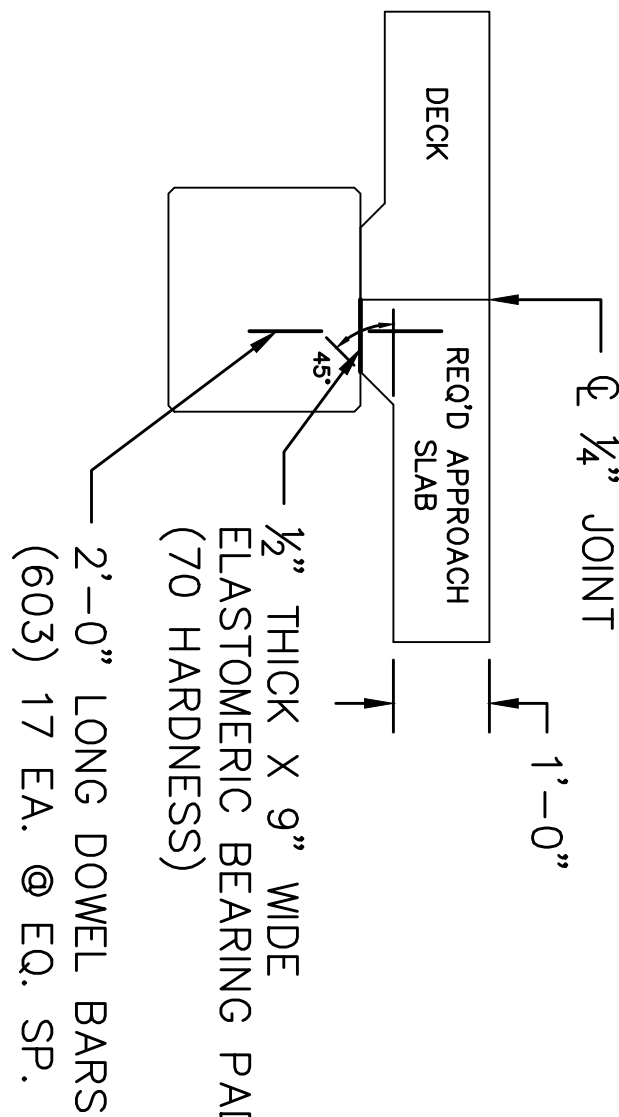 ℄ ¼” JOINT
1’-0”
DECK
REQ’D APPROACH
SLAB
45°
½” THICK X 9” WIDE
ELASTOMERIC BEARING
(70 HARDNESS)
2’-0” LONG DOWEL BARS
(603) 17 EA. @ EQ. SP.